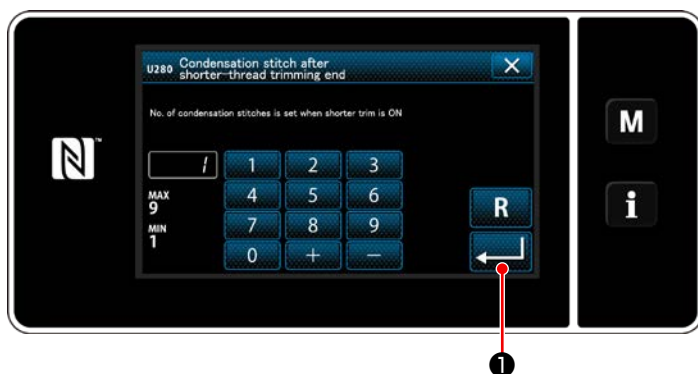 U280 Condensation stitch after
shorter-thread trimming end
No. of condensation stitches is set when shorter trim is ON
1
1 2 3
MAX
9
4 5 6
MIN
1
7 8 9
0 + −
R
N™
M
i
❶